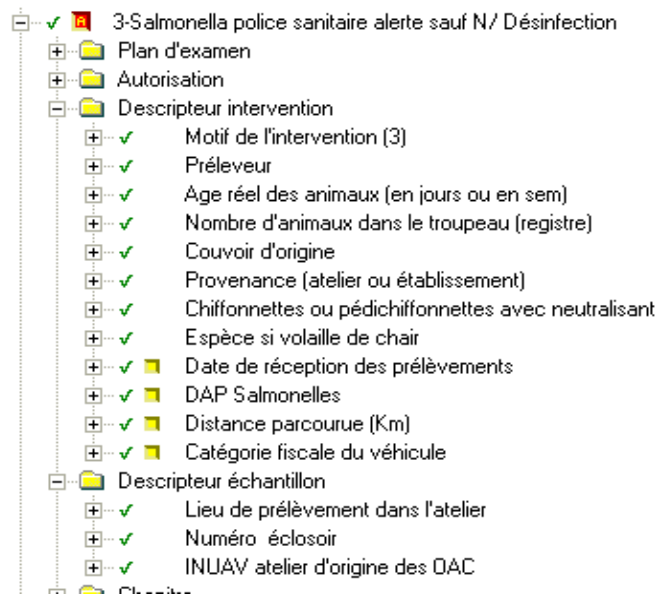 3-Salmonella police sanitaire alerte sauf N/ Désinfection
Plan d'examen
Autorisation
Descripteur intervention
Motif de l'intervention (3)
Préleveur
Age réel des animaux (en jours ou en sem)
Nombre d'animaux dans le troupeau (registre)
Couvoir d'origine
Provenance (atelier ou établissement)
Chiffonnettes ou pédichiffonnettes avec neutralisant
Espèce si volaille de chair
Date de réception des prélèvements
DAP Salmonelles
Distance parcourue (Km)
Catégorie fiscale du véhicule
Descripteur échantillon
Lieu de prélèvement dans l'atelier
Numéro éclosoir
INUAV atelier d'origine des OAC
Chapitre